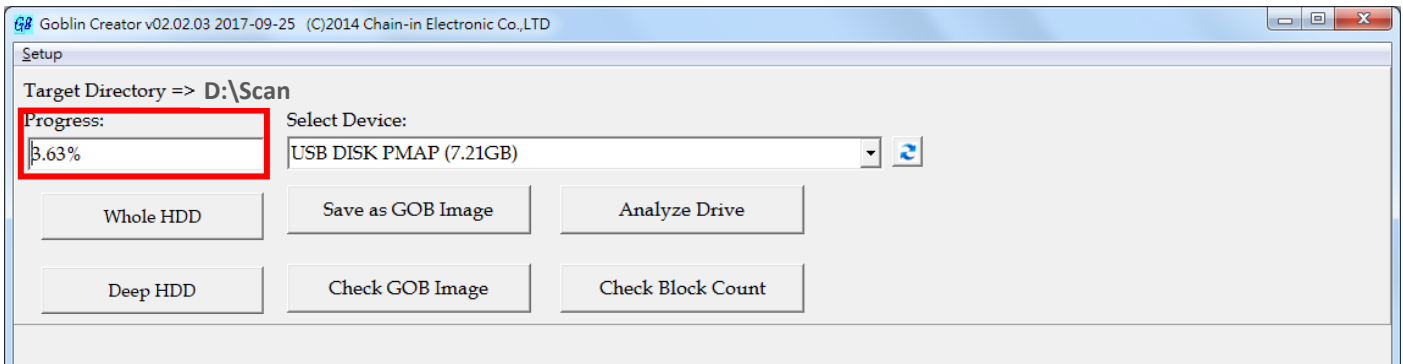 GB Goblin Creator v02.02.03 2017-09-25 (C)2014 Chain-in Electronic Co.,LTD
Setup
Target Directory => D:\Scan
Progress:
Select Device:
3.63%
USB DISK PMAP (7.21GB)
Whole HDD
Save as GOB Image
Analyze Drive
Deep HDD
Check GOB Image
Check Block Count